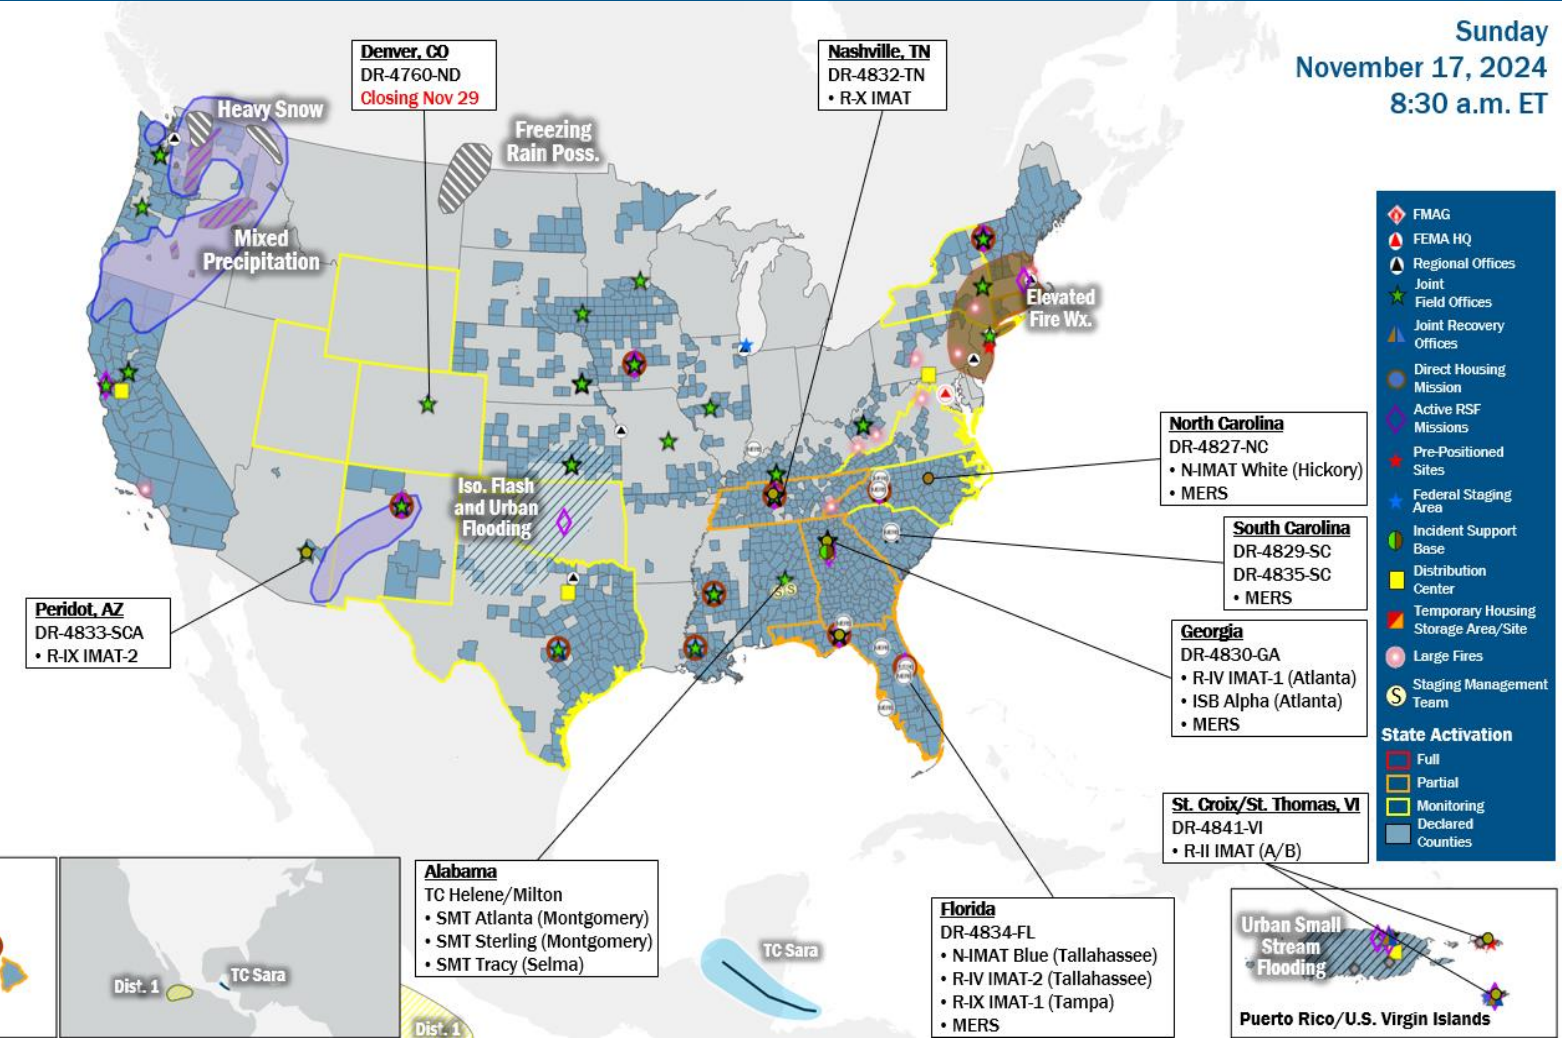 Sunday
November 17, 2024
8:30 a.m. ET
Denver, CO
DR-4760-ND
Closing Nov 29
Nashville, TN
DR-4832-TN
• R-X IMAT
Heavy Snow
Freezing
Rain Poss.
Mixed
Precipitation
Elevated
Fire Wx.
Iso. Flash
and Urban
Flooding
FMAG
FEMA HQ
Regional Offices
Joint
Field Offices
Joint Recovery
Offices
Direct Housing
Mission
Active RSF
Missions
Pre-Positioned
Sites
Federal Staging
Area
Incident Support
Base
Distribution
Center
Temporary Housing
Storage Area/Site
Large Fires
S
Staging Management
Team
State Activation
Full
Partial
Monitoring
Declared
Counties
North Carolina
DR-4827-NC
• N-IMAT White (Hickory)
• MERS
South Carolina
DR-4829-SC
DR-4835-SC
• MERS
Georgia
DR-4830-GA
• R-IV IMAT-1 (Atlanta)
• ISB Alpha (Atlanta)
• MERS
Peridot, AZ
DR-4833-SCA
• R-IX IMAT-2
St. Croix/St. Thomas, VI
DR-4841-VI
• R-II IMAT (A/B)
Alabama
TC Helene/Milton
• SMT Atlanta (Montgomery)
• SMT Sterling (Montgomery)
• SMT Tracy (Selma)
Florida
DR-4834-FL
• N-IMAT Blue (Tallahassee)
• R-IV IMAT-2 (Tallahassee)
• R-IX IMAT-1 (Tampa)
• MERS
Dist. 1
TC Sara
Dist. 1
TC Sara
Urban Small
Stream
Flooding
Puerto Rico/U.S. Virgin Islands